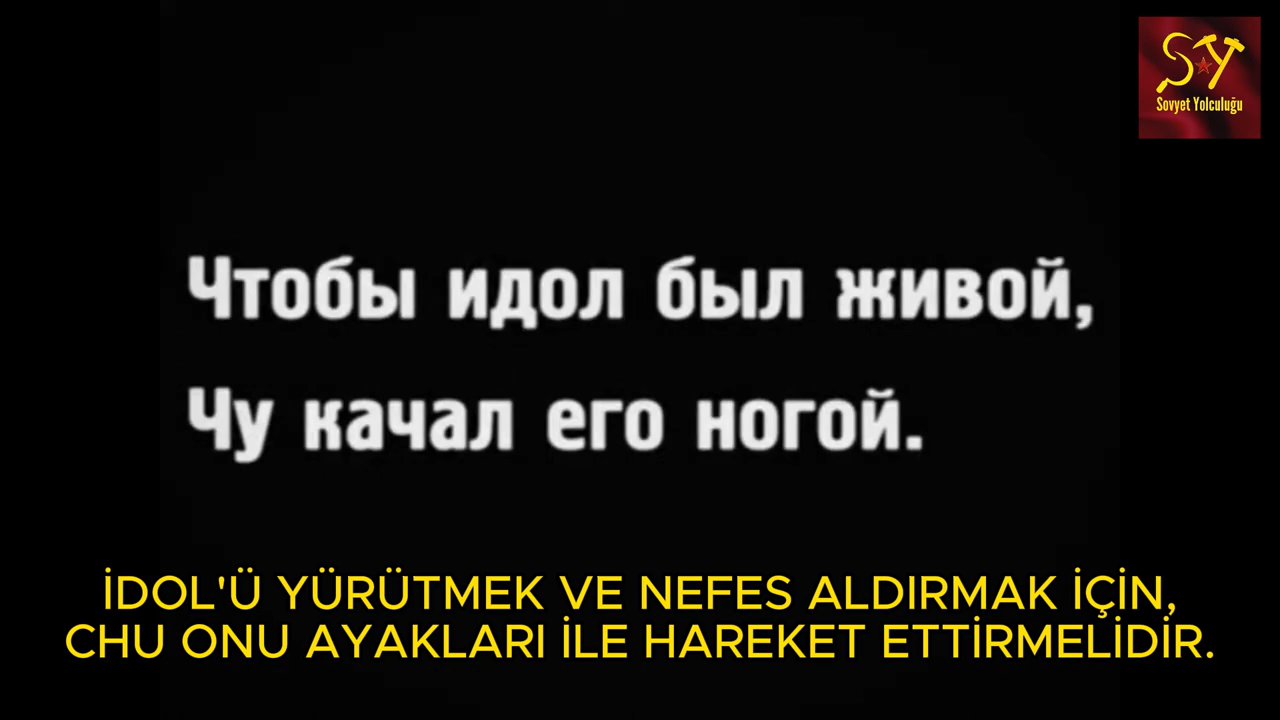 SY
Sovyet Yolculuğu
Чтобы идол был живой,
Чу качал его ногой.
İDOL'Ü YÜRÜTMEK VE NEFES ALDIRMAK İÇİN,
CHU ONU AYAKLARI İLE HAREKET ETTİRMELİDİR.